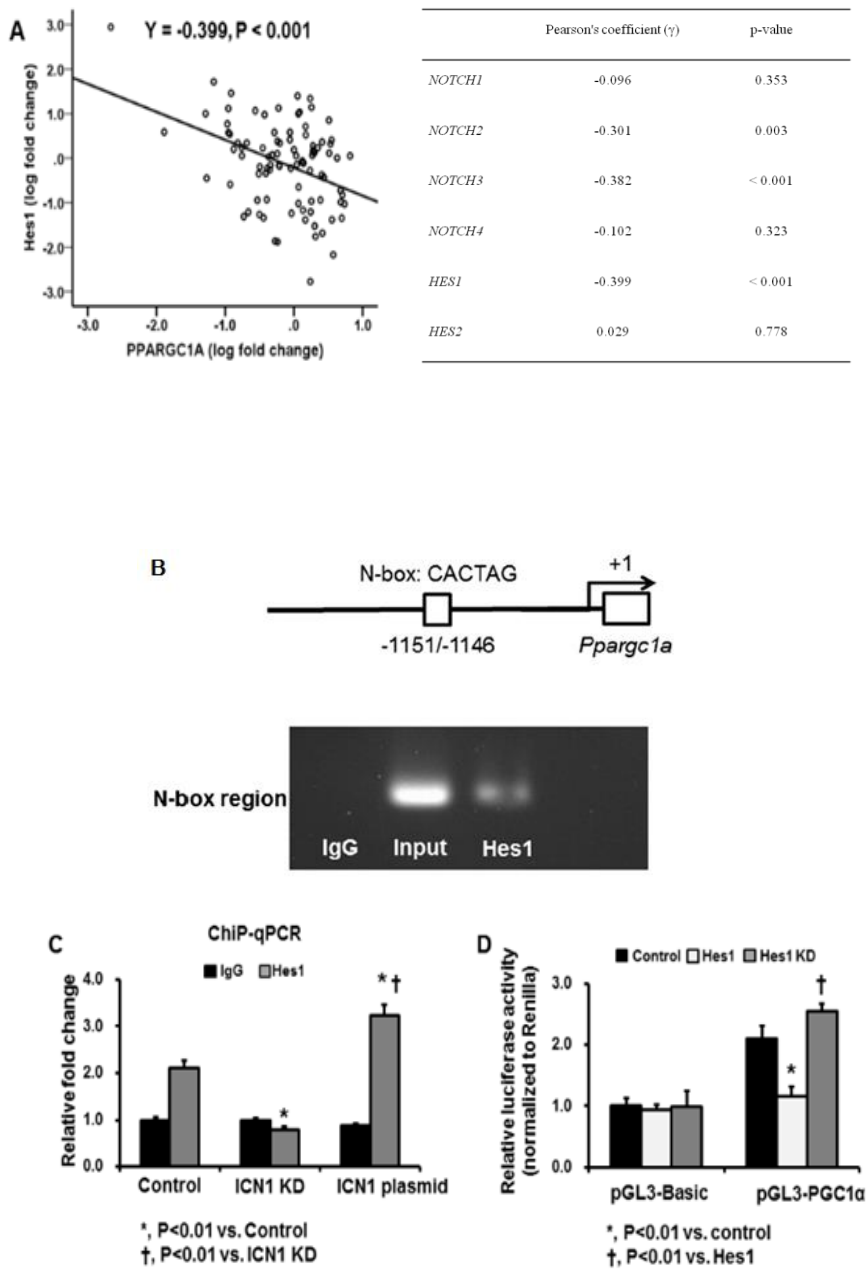 A
Y = -0.399, P < 0.001
3.0
2.0
1.0
.0
-1.0
-2.0
-3.0
Hes1 (log fold change)
-3.0 -2.0 -1.0 .0 1.0
PPARGC1A (log fold change)
Pearson's coefficient (γ) p-value
NOTCH1 -0.096 0.353
NOTCH2 -0.301 0.003
NOTCH3 -0.382 < 0.001
NOTCH4 -0.102 0.323
HES1 -0.399 < 0.001
HES2 0.029 0.778
B
N-box: CACTAG +1
-1151/-1146 Ppargc1a
N-box region
IgG Input Hes1
C
ChiP-qPCR
IgG Hes1
Relative fold change
4.0
3.0
2.0
1.0
0.0
*
* †
Control ICN1 KD ICN1 plasmid
*, P<0.01 vs. Control
†, P<0.01 vs. ICN1 KD
D
Control Hes1 Hes1 KD
Relative luciferase activity
(normalized to Renilla)
3.0
2.0
1.0
0.0
*
†
pGL3-Basic pGL3-PGC1α
*, P<0.01 vs. control
†, P<0.01 vs. Hes1